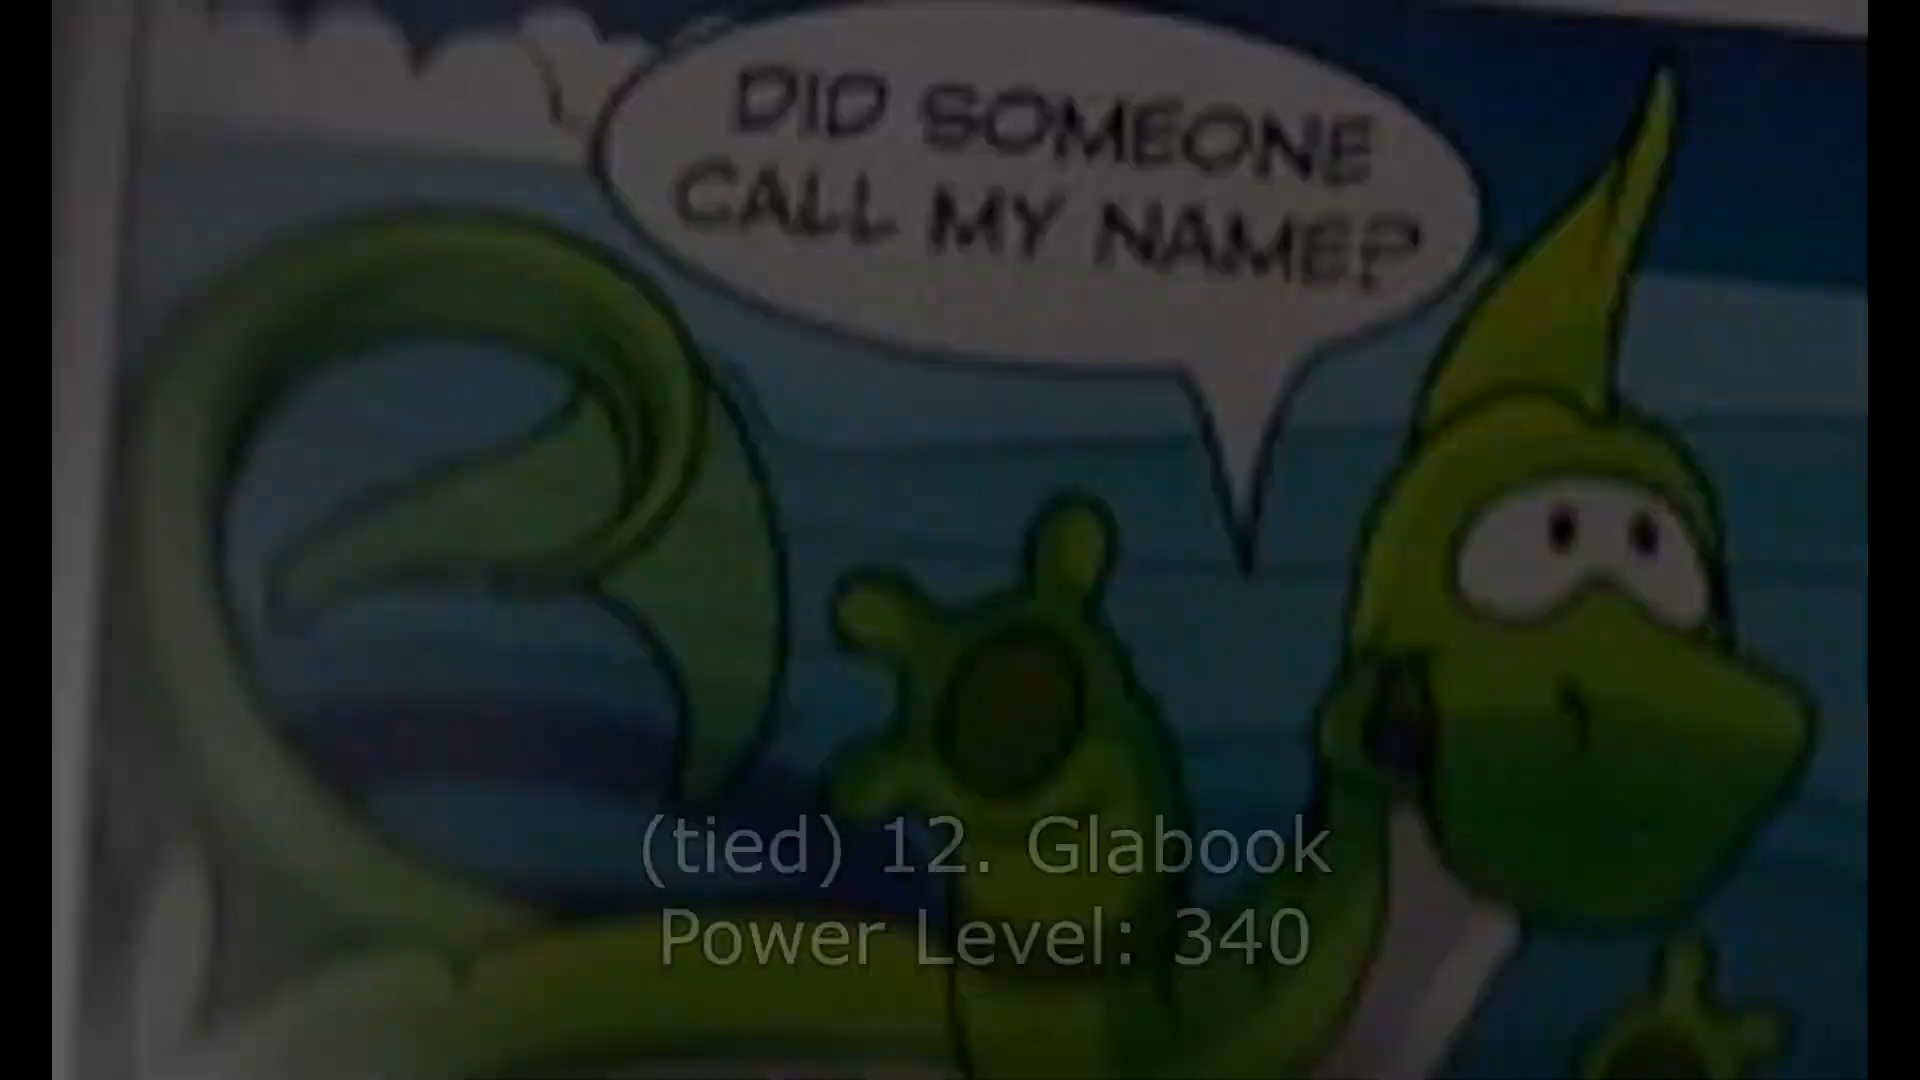 DID SOMEONE
CALL MY NAME?
(tied) 12. Glabook
Power Level: 340